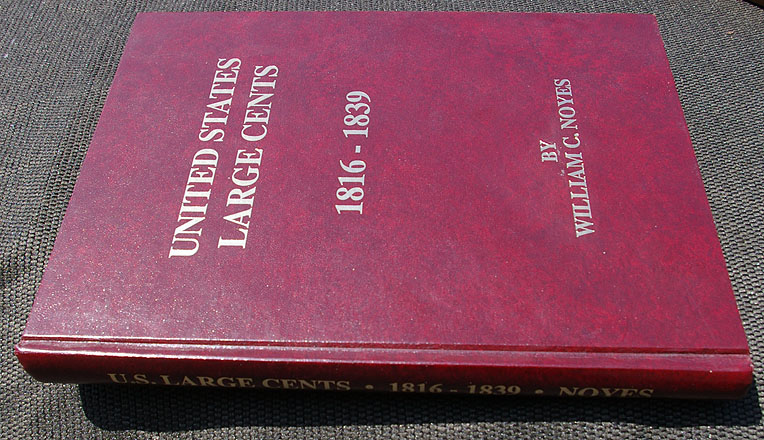 UNITED STATES
LARGE CENTS
1816 - 1839
BY
WILLIAM C. NOYES
U.S. LARGE CENTS • 1816 - 1839 • NOYES